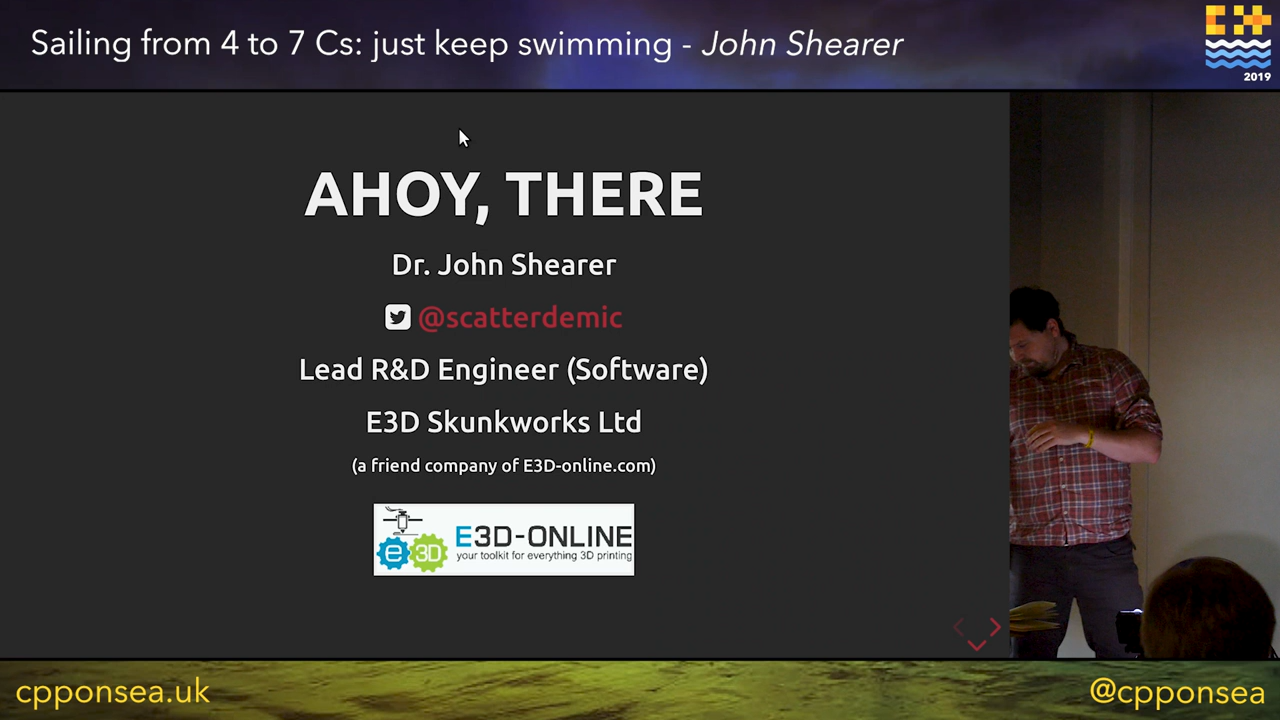 Sailing from 4 to 7 Cs: just keep swimming - John Shearer
2019
AHOY, THERE
Dr. John Shearer
@scatterdemic
Lead R&D Engineer (Software)
E3D Skunkworks Ltd
(a friend company of E3D-online.com)
e3D
E3D-ONLINE
your toolkit for everything 3D printing
cpponsea.uk
@cpponsea